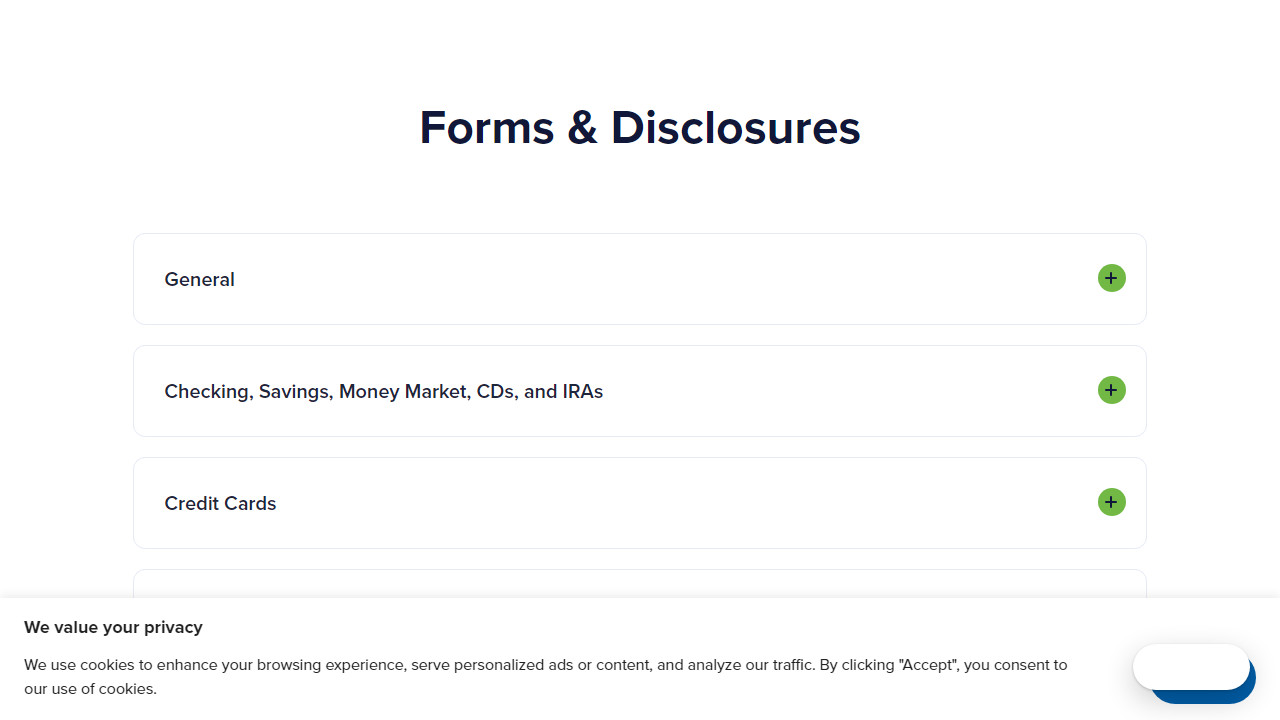 Forms & Disclosures
General
Checking, Savings, Money Market, CDs, and IRAs
Credit Cards
We value your privacy
We use cookies to enhance your browsing experience, serve personalized ads or content, and analyze our traffic. By clicking "Accept", you consent to
our use of cookies.